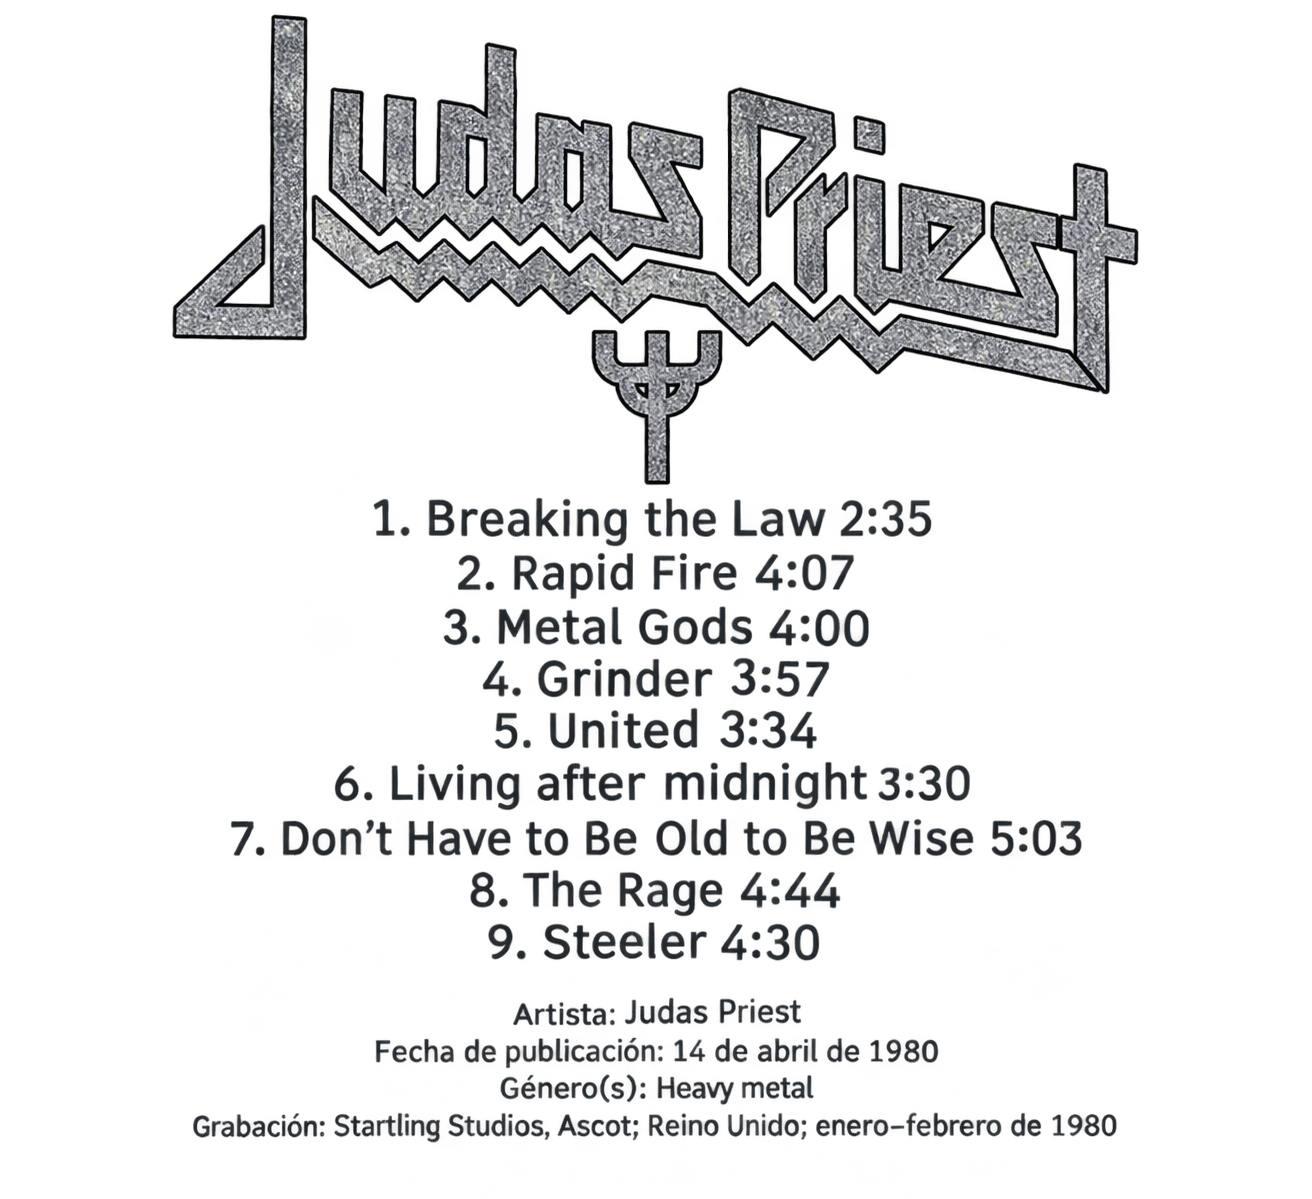 Judas Priest
1. Breaking the Law 2:35
2. Rapid Fire 4:07
3. Metal Gods 4:00
4. Grinder 3:57
5. United 3:34
6. Living after midnight 3:30
7. Don't Have to Be Old to Be Wise 5:03
8. The Rage 4:44
9. Steeler 4:30
Artista: Judas Priest
Fecha de publicación: 14 de abril de 1980
Género(s): Heavy metal
Grabación: Startling Studios, Ascot; Reino Unido; enero–febrero de 1980